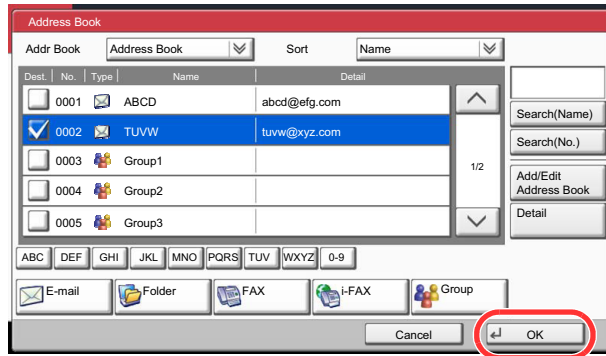 Address Book
Addr Book Address Book Sort Name
Dest. No. Type Name Detail
0001 ABCD abcd@efg.com
0002 TUVW tuvw@xyz.com
0003 Group1
0004 Group2
0005 Group3
1/2
Search(Name)
Search(No.)
Add/Edit
Address Book
Detail
ABC DEF GHI JKL MNO PQRS TUV WXYZ 0-9
E-mail Folder FAX i-FAX Group
Cancel OK